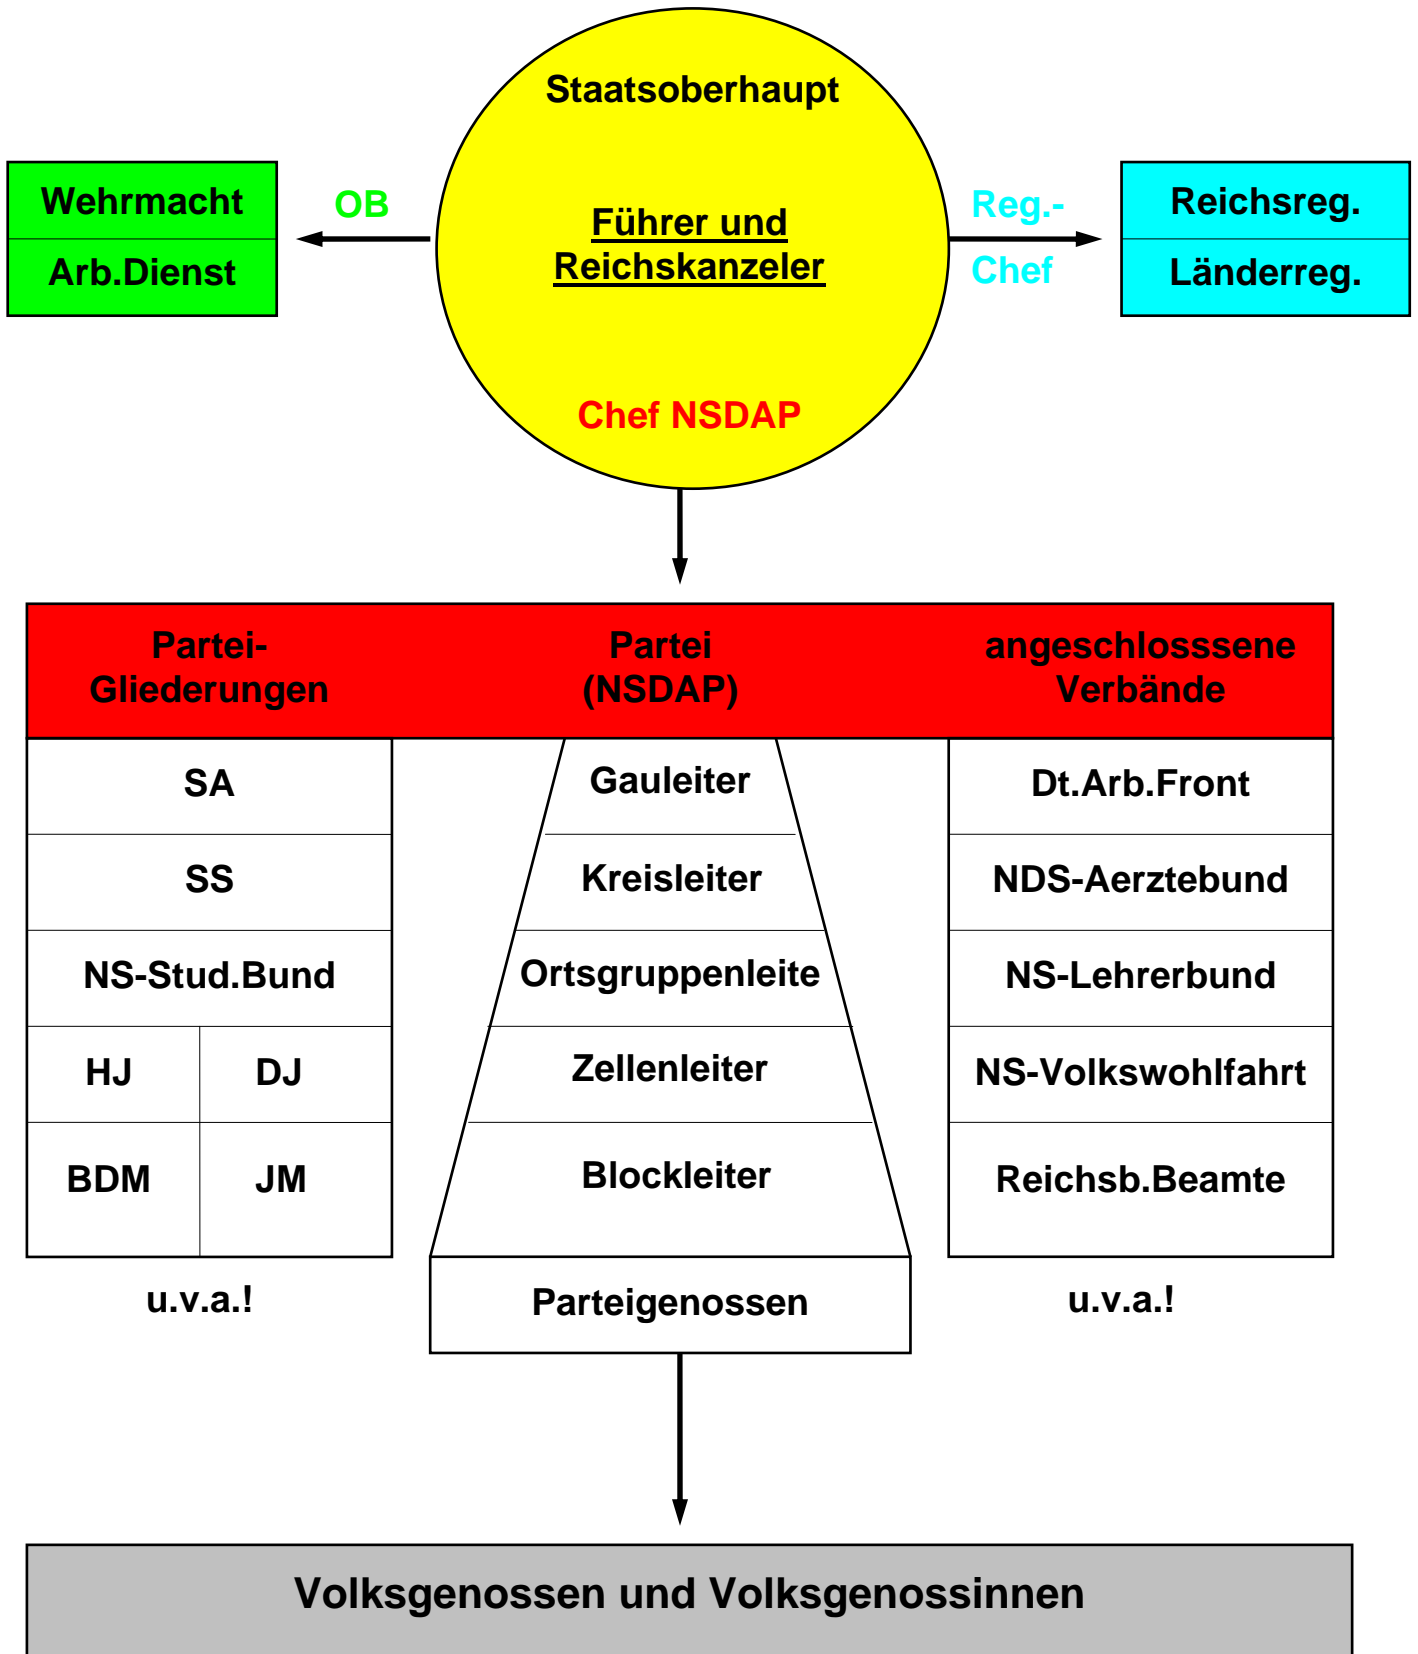 Staatsoberhaupt
Wehrmacht
Arb.Dienst
OB
Führer und
Reichskanzeler
Reg.-
Chef
Reichsreg.
Länderreg.
Chef NSDAP
Partei-
Gliederungen
Partei
(NSDAP)
angeschlosssene
Verbände
SA
SS
NS-Stud.Bund
HJ
DJ
BDM
JM
u.v.a.!
Gauleiter
Kreisleiter
Ortsgruppenleite
Zellenleiter
Blockleiter
Parteigenossen
Dt.Arb.Front
NDS-Aerztebund
NS-Lehrerbund
NS-Volkswohlfahrt
Reichsb.Beamte
u.v.a.!
Volksgenossen und Volksgenossinnen